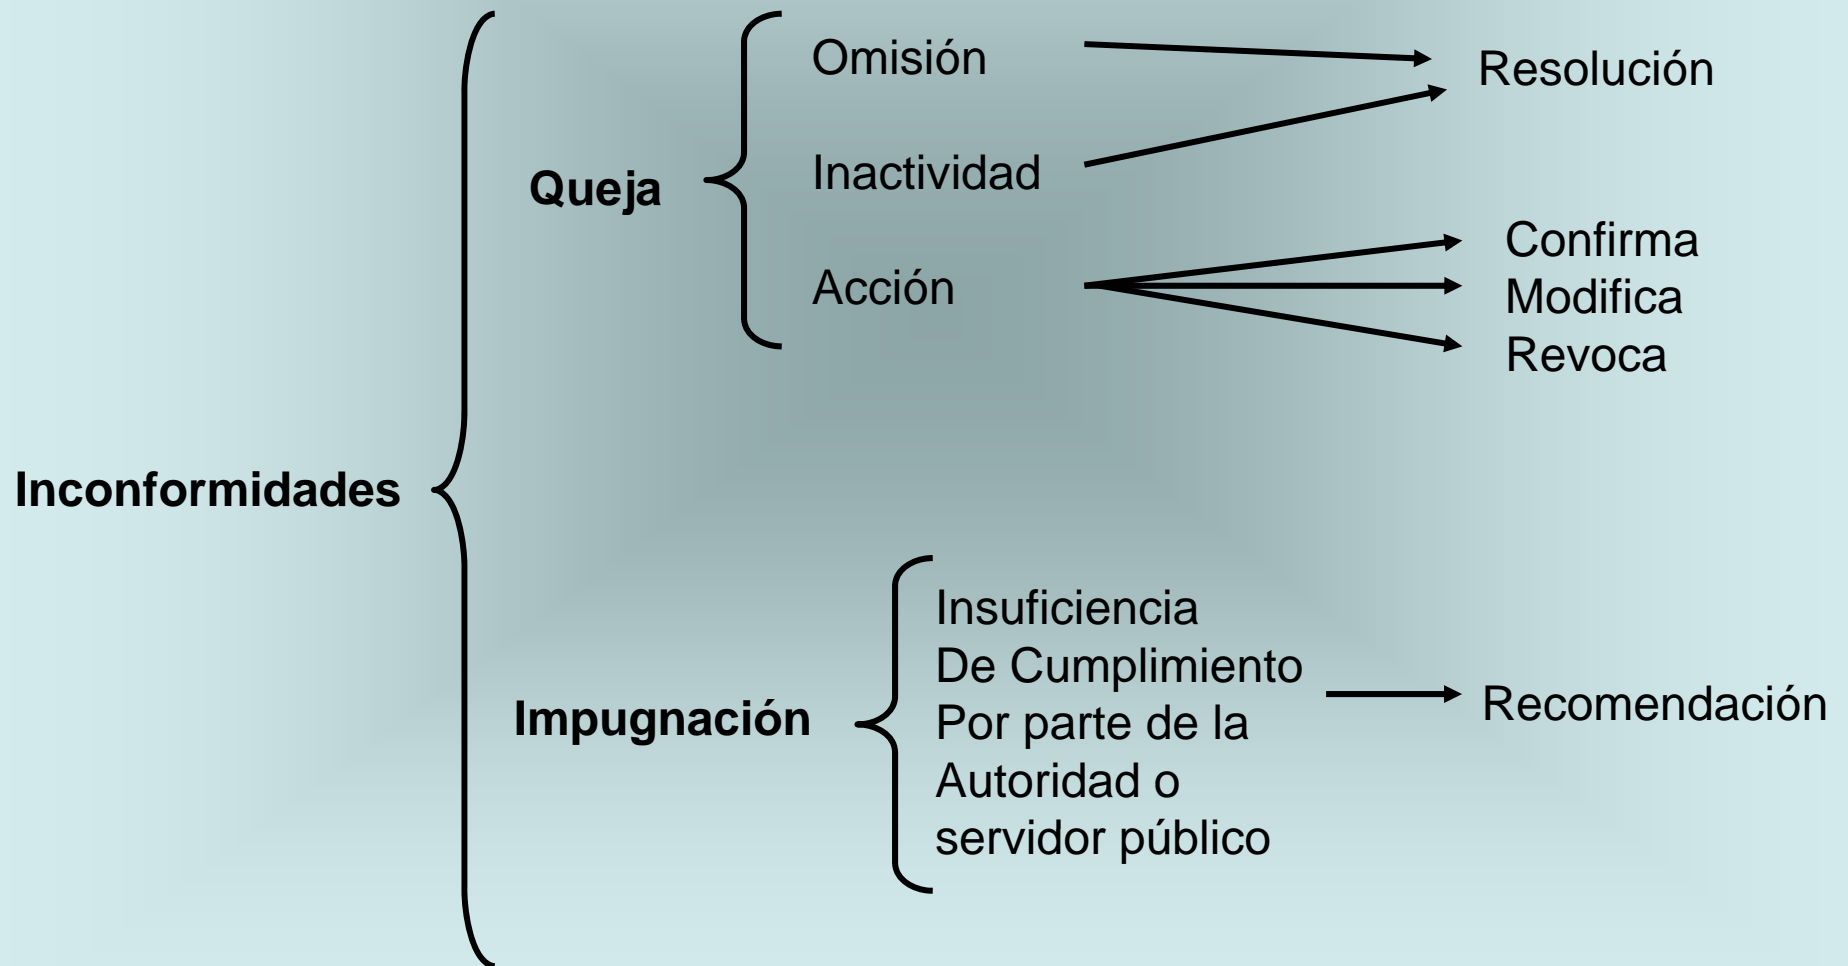 Omisión
Resolución
Inactividad
Queja
Confirma
Acción
Modifica
Revoca
Inconformidades
Insuficiencia
De Cumplimiento
Por parte de la
Autoridad o
servidor público
Impugnación
Recomendación